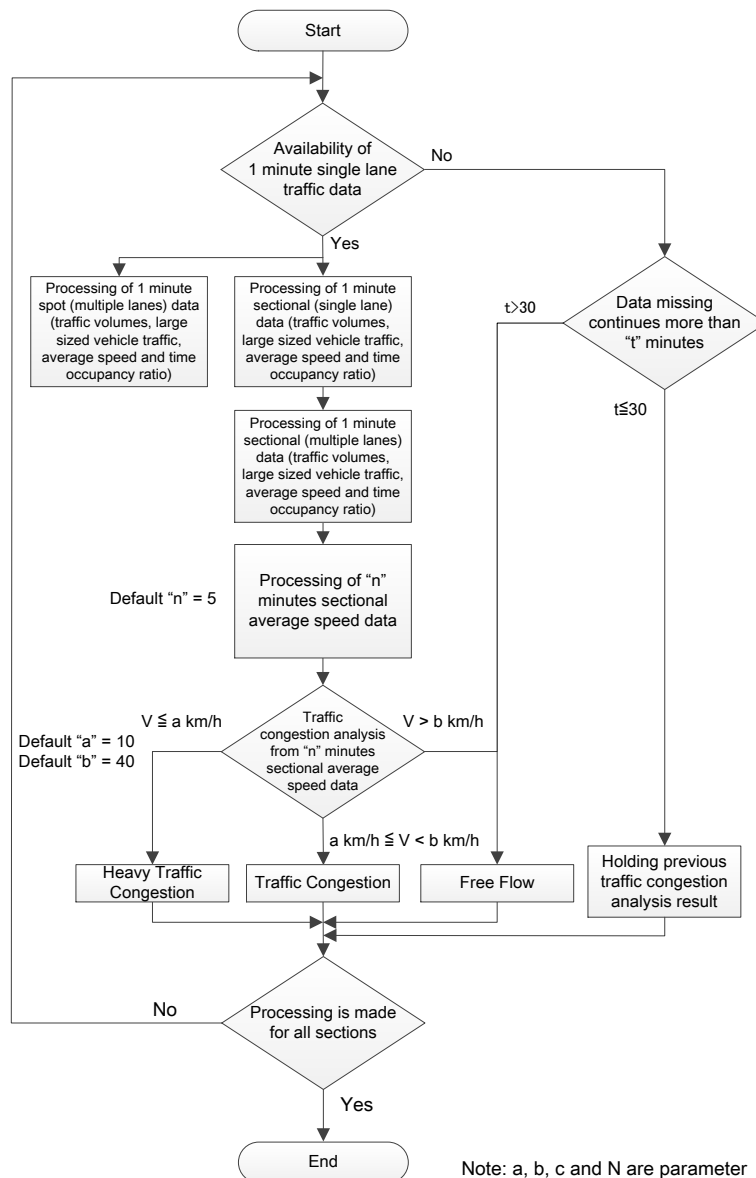 Start
Availability of
1 minute single lane
traffic data
No
Yes
Processing of 1 minute
spot (multiple lanes) data
(traffic volumes, large
sized vehicle traffic,
average speed and time
occupancy ratio)
Processing of 1 minute
sectional (single lane)
data (traffic volumes,
large sized vehicle traffic,
average speed and time
occupancy ratio)
t>30
Data missing
continues more than
“t” minutes
t≦30
Processing of 1 minute
sectional (multiple lanes)
data (traffic volumes,
large sized vehicle traffic,
average speed and time
occupancy ratio)
Default “n” = 5
Processing of “n”
minutes sectional
average speed data
V ≦ a km/h
Default “a” = 10
Default “b” = 40
Traffic
congestion analysis
from “n” minutes
sectional average
speed data
V > b km/h
a km/h ≦ V < b km/h
Heavy Traffic
Congestion
Traffic Congestion
Free Flow
Holding previous
traffic congestion
analysis result
No
Processing is made
for all sections
Yes
End
Note: a, b, c and N are parameter